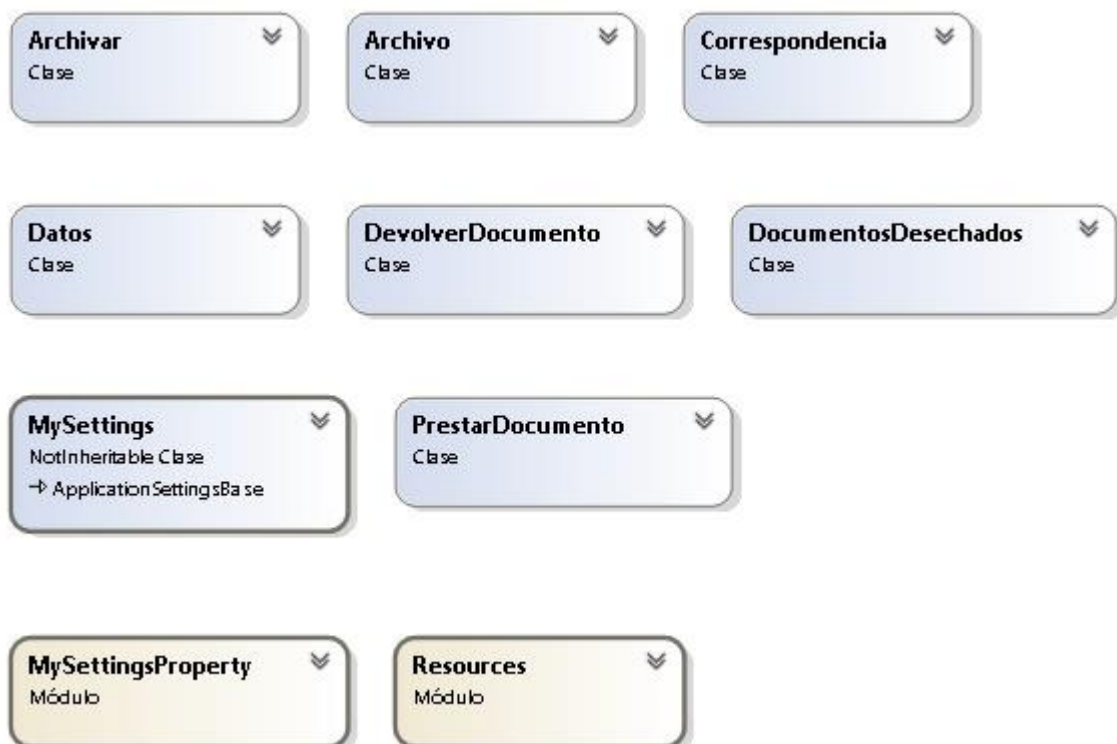 Archivar
Clase
Archivo
Clase
Correspondencia
Clase
Datos
Clase
DevolverDocumento
Clase
DocumentosDesechados
Clase
MySettings
NotInheritable Clase
ApplicationSettingsBase
PrestarDocumento
Clase
MySettingsProperty
Módulo
Resources
Módulo